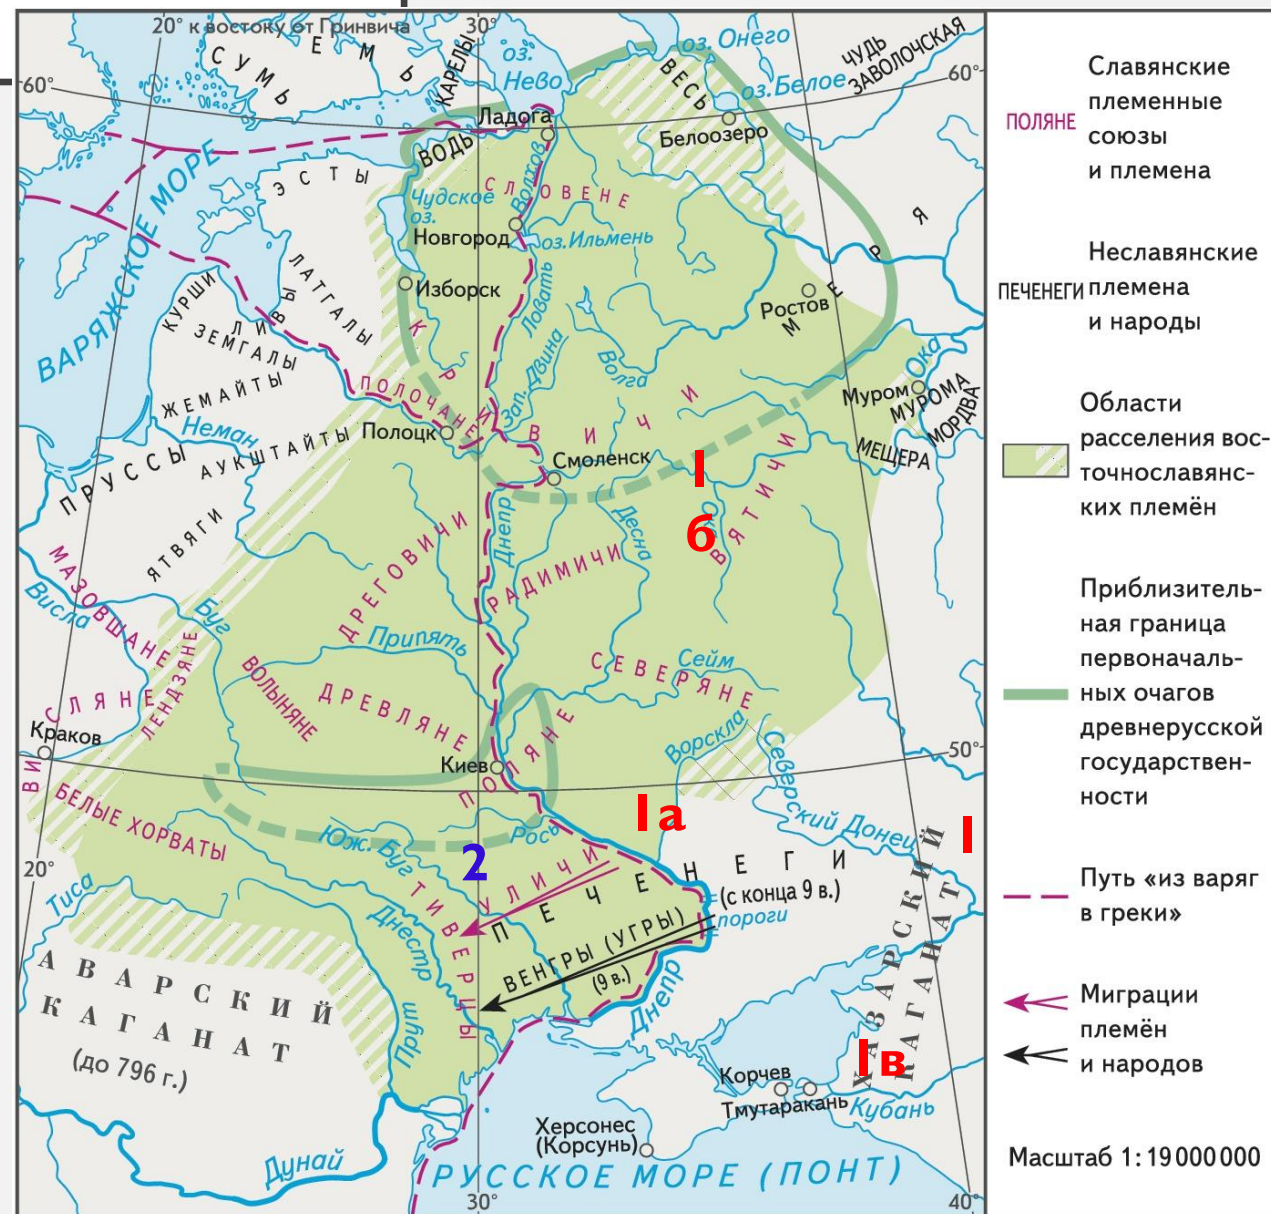 20° к востоку от Гринвича
30°
60°
60°
СУМЬ
ЕМЬ
КАРЕЛЫ
оз.
Нево
оз. Онего
ЧУДЬ
ЗАВОЛОЧСКАЯ
ВЕСЬ
оз.Белое
Белоозеро
Ладога
ВОДЬ
Волхов
ЭСТЫ
СЛОВЕНЕ
Чудское
оз.
Новгород
оз.Ильмень
МЕРЯ
ВАРЯЖСКОЕ МОРЕ
Изборск
Ростов
КУРШИ
ЛИВЫ
ЛАТГАЛЫ
ЗЕМГАЛЫ
Ловать
Волга
Зап. Двина
КРИВИЧИ
ЖЕМАЙТЫ
ПОЛОЧАНЕ
Ока
Муром
МУРОМА
МОРДВА
МЕЩЕРА
Неман
Полоцк
Смоленск
ПРУССЫ
АУКШТАЙТЫ
I
б
Ока
ВЯТИЧИ
ЯТВЯГИ
ДРЕГОВИЧИ
Днепр
Десна
РАДИМИЧИ
МАЗОВШАНЕ
Висла
Буг
Припять
СЕВЕРЯНЕ
Сейм
ЛЕНДЗЯНЕ
ВОЛЫНЯНЕ
ДРЕВЛЯНЕ
ВИСЛЯНЕ
Краков
Киев
ПОЛЯНЕ
Ворскла
Северский Донец
50°
БЕЛЫЕ ХОРВАТЫ
Iа
I
20°
Юж. Буг
Рось
2
Тиса
ТИВЕРЦЫ
УЛИЧИ
ПЕЧЕНЕГИ
(с конца 9 в.)
пороги
Днестр
ВЕНГРЫ (УГРЫ)
(9 в.)
Днепр
АВАРСКИЙ
КАГАНАТ
(до 796 г.)
Прут
ХАЗАРСКИЙ
КАГАНАТ
Iв
Корчев
Тмутаракань
Кубань
Херсонес
(Корсунь)
Дунай
РУССКОЕ МОРЕ (ПОНТ)
30°
40°
ПОЛЯНЕ
Славянские
племенные
союзы
и племена
ПЕЧЕНЕГИ
Неславянские
племена
и народы
Области
расселения вос-
точнославянс-
ких племён
Приблизитель-
ная граница
первоначаль-
ных очагов
древнерусской
государствен-
ности
Путь «из варяг
в греки»
Миграции
племён
и народов
Масштаб 1:19000000